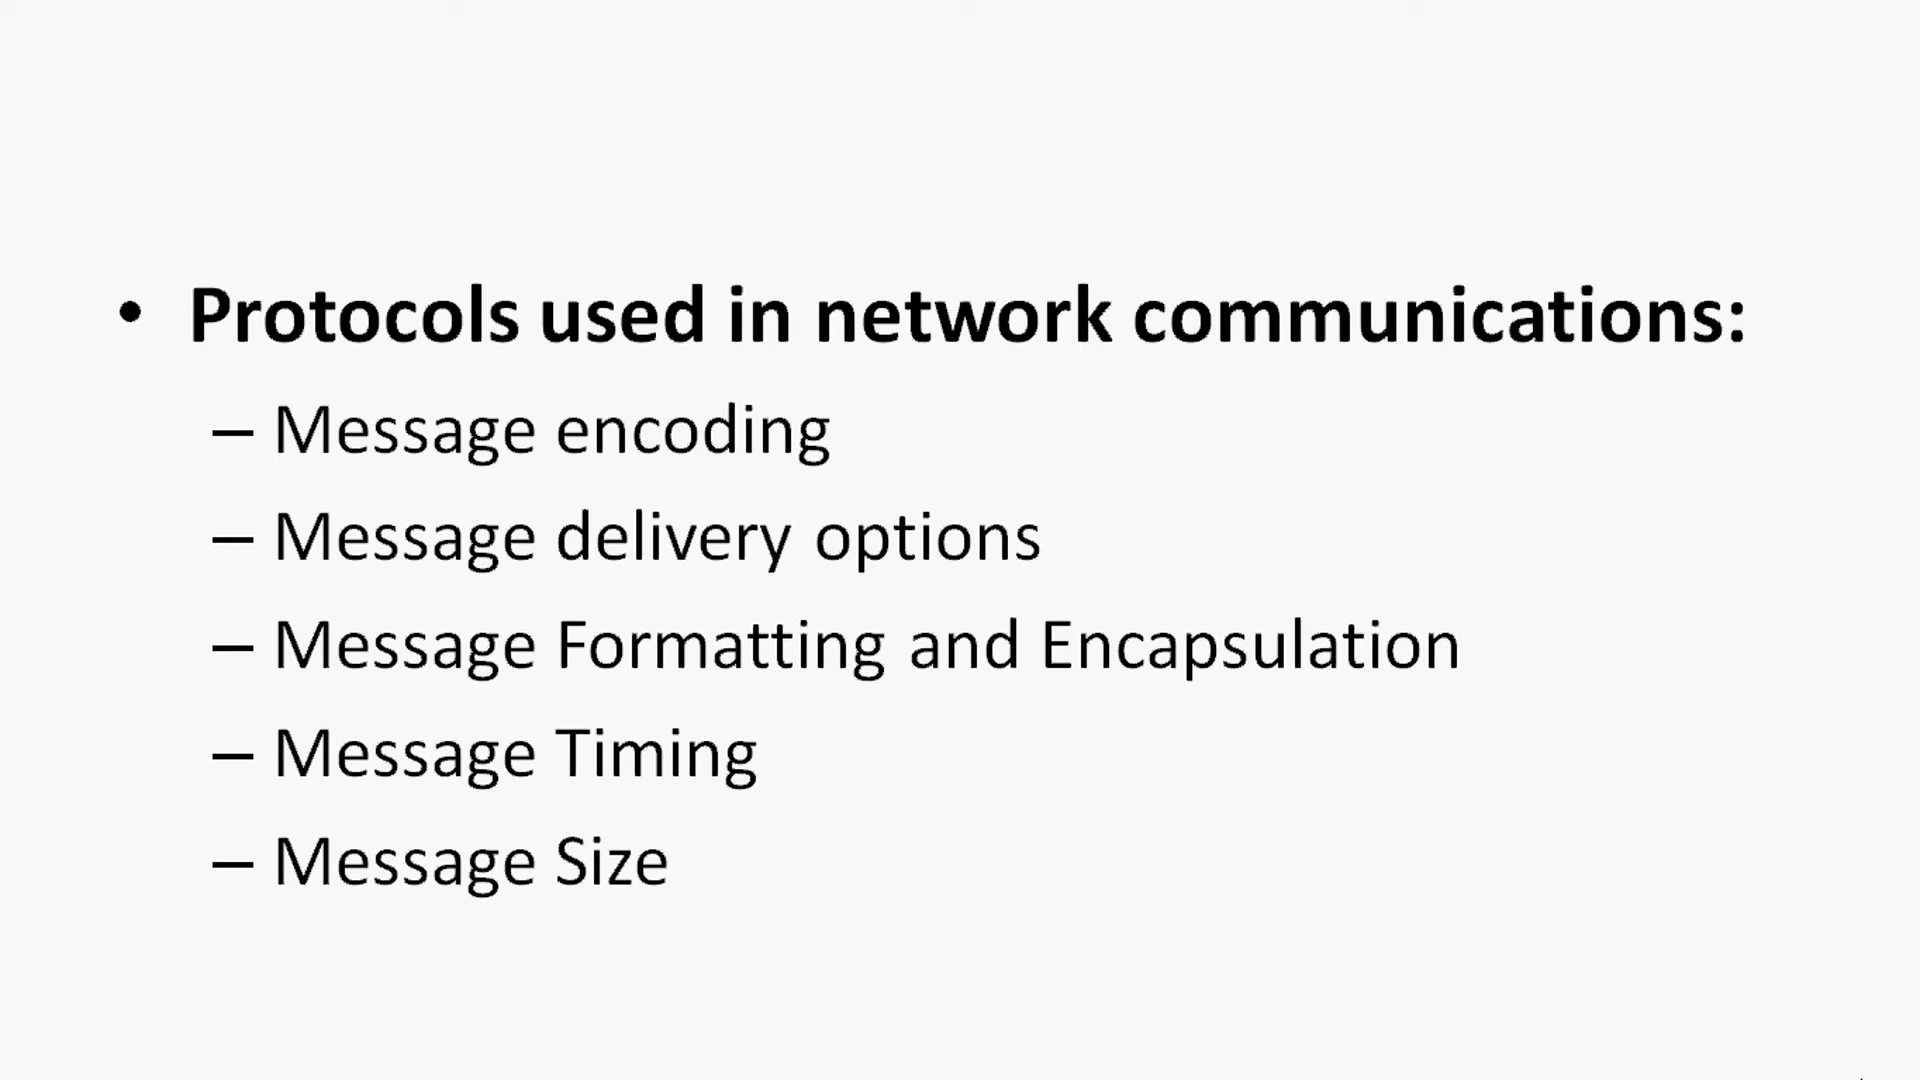 • Protocols used in network communications:
– Message encoding
– Message delivery options
– Message Formatting and Encapsulation
– Message Timing
– Message Size